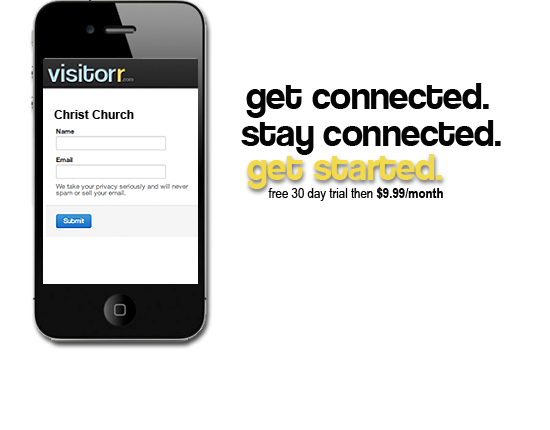 visitorr.com
Christ Church
Name
Email
We take your privacy seriously and will never
spam or sell your email.
Submit
get connected.
stay connected.
get started.
free 30 day trial then $9.99/month